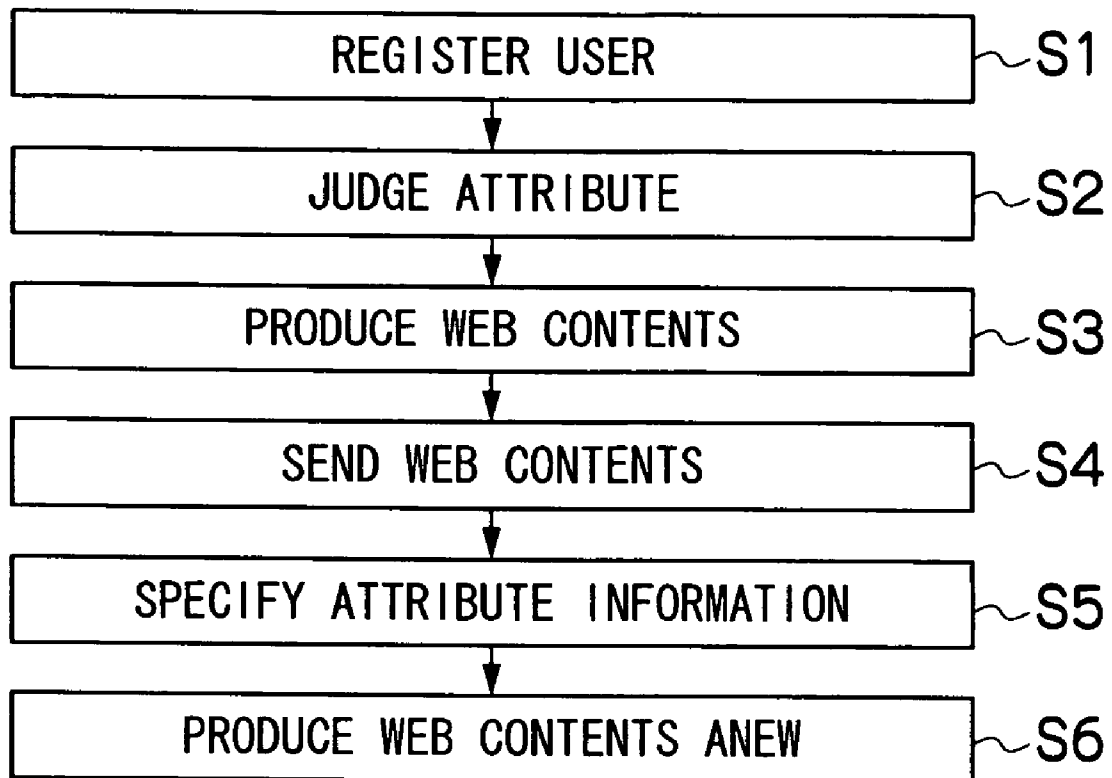 REGISTER USER S1
JUDGE ATTRIBUTE S2
PRODUCE WEB CONTENTS S3
SEND WEB CONTENTS S4
SPECIFY ATTRIBUTE INFORMATION S5
PRODUCE WEB CONTENTS ANEW S6